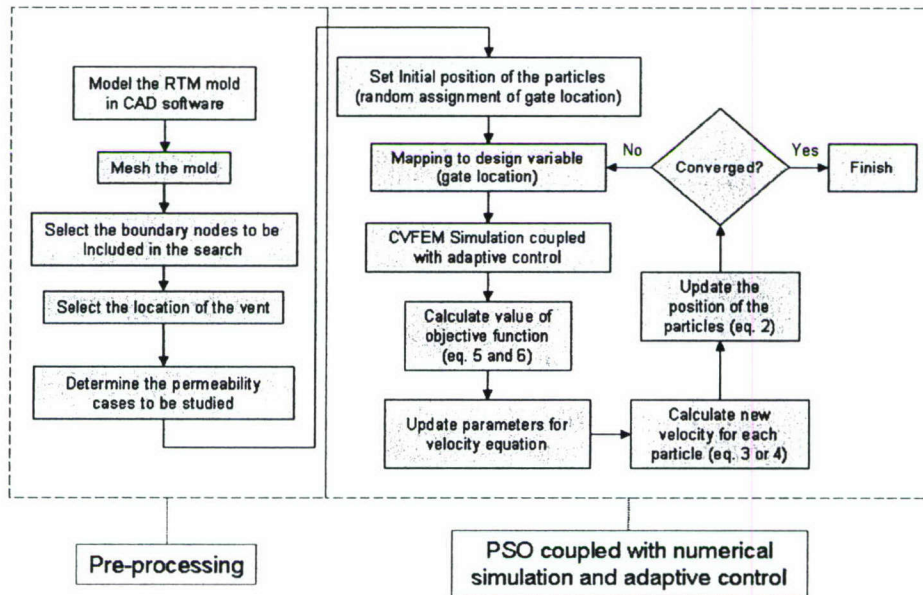 Model the RTM mold
in CAD software
Mesh the mold
Select the boundary nodes to be
Included in the search
Select the location of the vent
Determine the permeability
cases to be studied
Set Initial position of the particles
(random assignment of gate location)
Mapping to design variable
(gate location)
CVFEM Simulation coupled
with adaptive control
Calculate value of
objective function
(eq. 5 and 6)
Update parameters for
velocity equation
Calculate new
velocity for each
particle (eq. 3 or 4)
Update the
position of the
particles (eq. 2)
Converged?
No
Yes
Finish
Pre-processing
PSO coupled with numerical
simulation and adaptive control